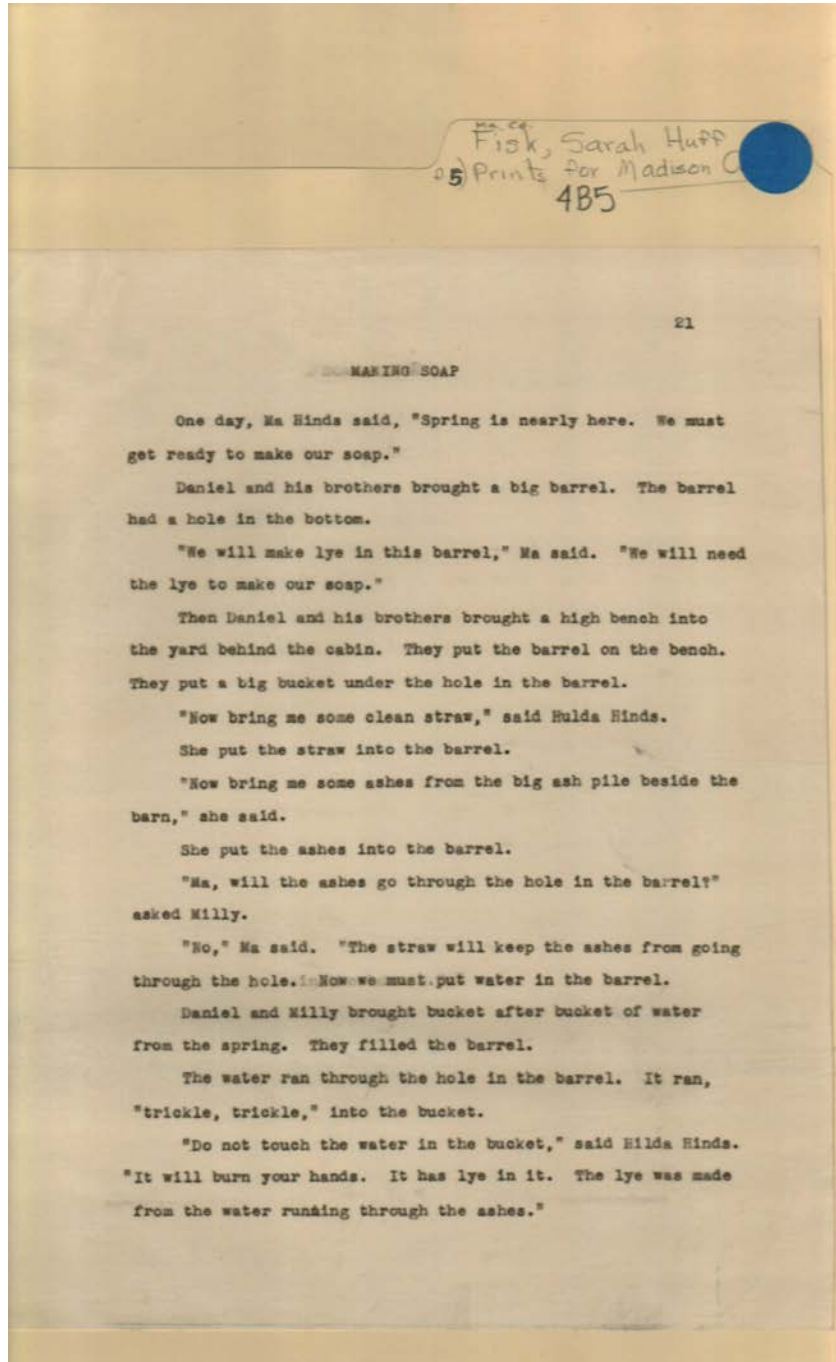 Ma. Co.
Fisk, Sarah Huff
5) Prints for Madison
4B5
21
MAKING SOAP
One day, Ma Hinds said, "Spring is nearly here. We must
get ready to make our soap."
Daniel and his brothers brought a big barrel. The barrel
had a hole in the bottom.
"We will make lye in this barrel," Ma said. "We will need
the lye to make our soap."
Then Daniel and his brothers brought a high bench into
the yard behind the cabin. They put the barrel on the bench.
They put a big bucket under the hole in the barrel.
"Now bring me some clean straw," said Hulda Hinds.
She put the straw into the barrel.
"Now bring me some ashes from the big ash pile beside the
barn," she said.
She put the ashes into the barrel.
"Ma, will the ashes go through the hole in the barrel?"
asked Milly.
"No," Ma said. "The straw will keep the ashes from going
through the hole. Now we must put water in the barrel.
Daniel and Milly brought bucket after bucket of water
from the spring. They filled the barrel.
The water ran through the hole in the barrel. It ran,
"trickle, trickle," into the bucket.
"Do not touch the water in the bucket," said Hilda Hinds.
"It will burn your hands. It has lye in it. The lye was made
from the water running through the ashes."